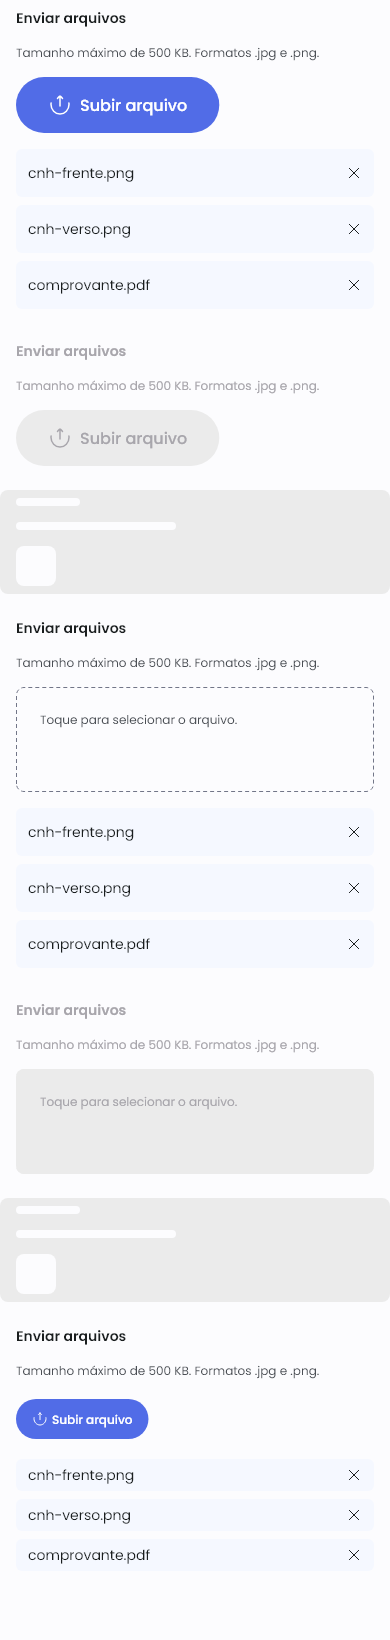 Enviar arquivos
Tamanho máximo de 500 KB. Formatos .jpg e .png.
Subir arquivo
cnh-frente.png
cnh-verso.png
comprovante.pdf
Enviar arquivos
Tamanho máximo de 500 KB. Formatos .jpg e .png.
Subir arquivo
Enviar arquivos
Tamanho máximo de 500 KB. Formatos .jpg e .png.
Toque para selecionar o arquivo.
cnh-frente.png
cnh-verso.png
comprovante.pdf
Enviar arquivos
Tamanho máximo de 500 KB. Formatos .jpg e .png.
Toque para selecionar o arquivo.
Enviar arquivos
Tamanho máximo de 500 KB. Formatos .jpg e .png.
Subir arquivo
cnh-frente.png
cnh-verso.png
comprovante.pdf